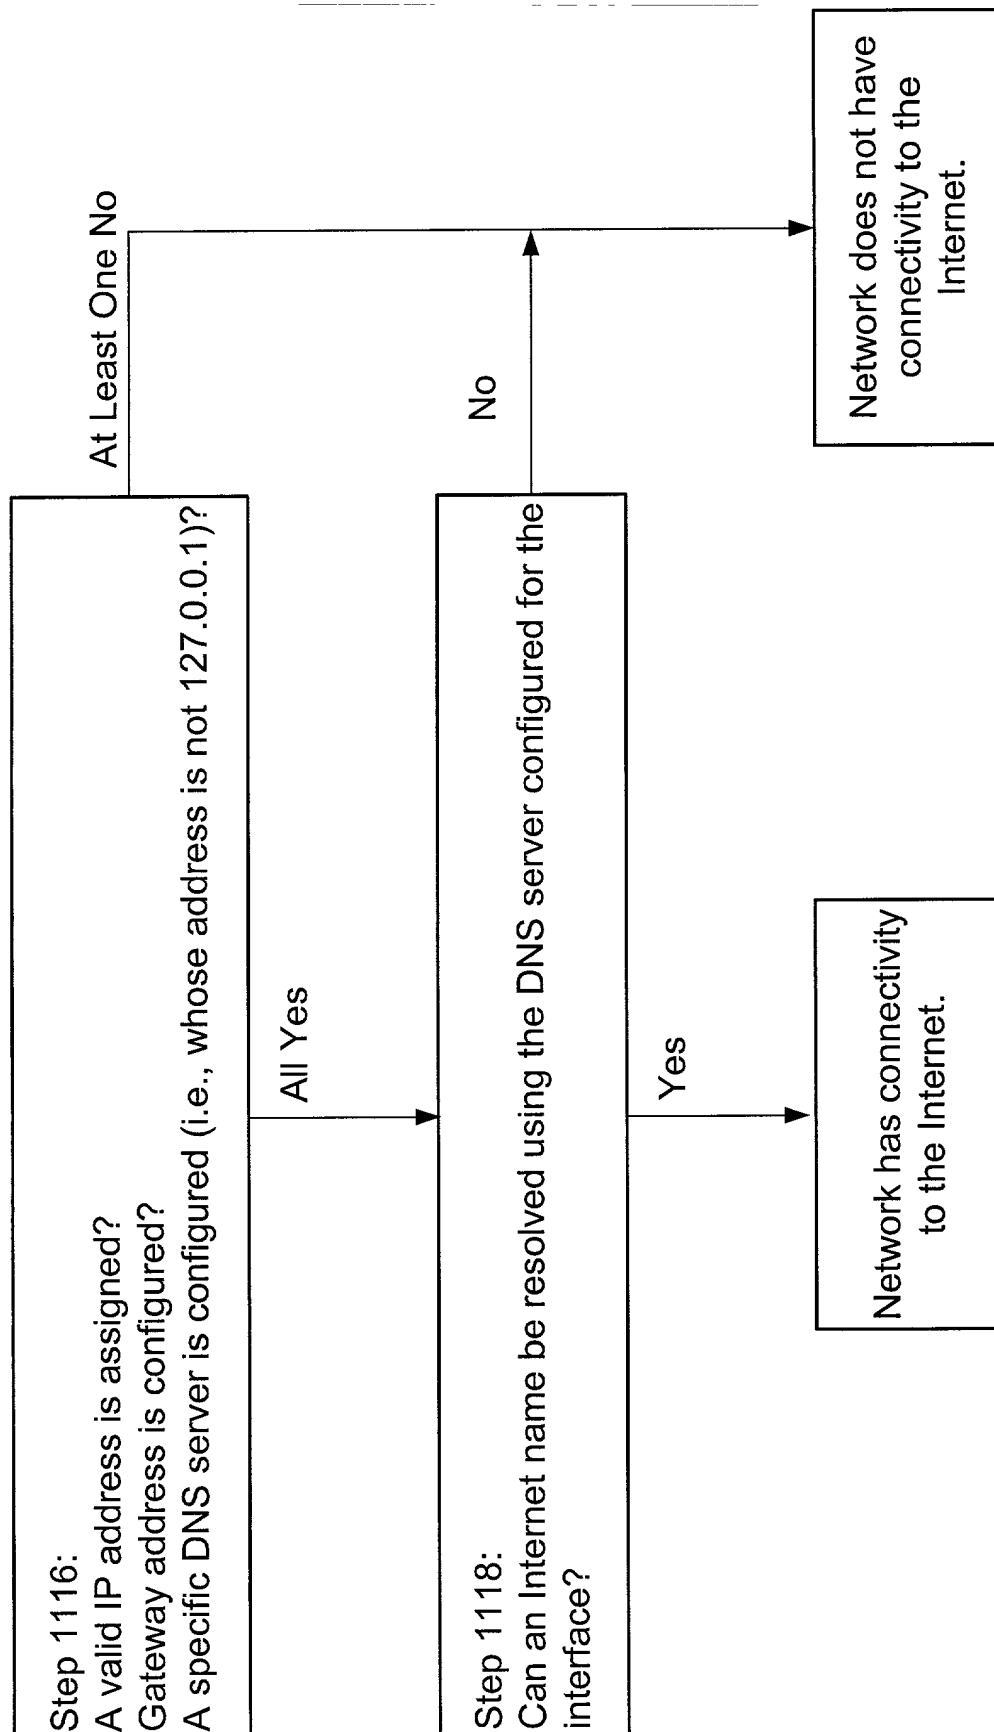 Step 1116:
A valid IP address is assigned?
Gateway address is configured?
A specific DNS server is configured (i.e., whose address is not 127.0.0.1)?
At Least One No
All Yes
Step 1118:
Can an Internet name be resolved using the DNS server configured for the
interface?
No
Yes
Network has connectivity
to the Internet.
Network does not have
connectivity to the
Internet.